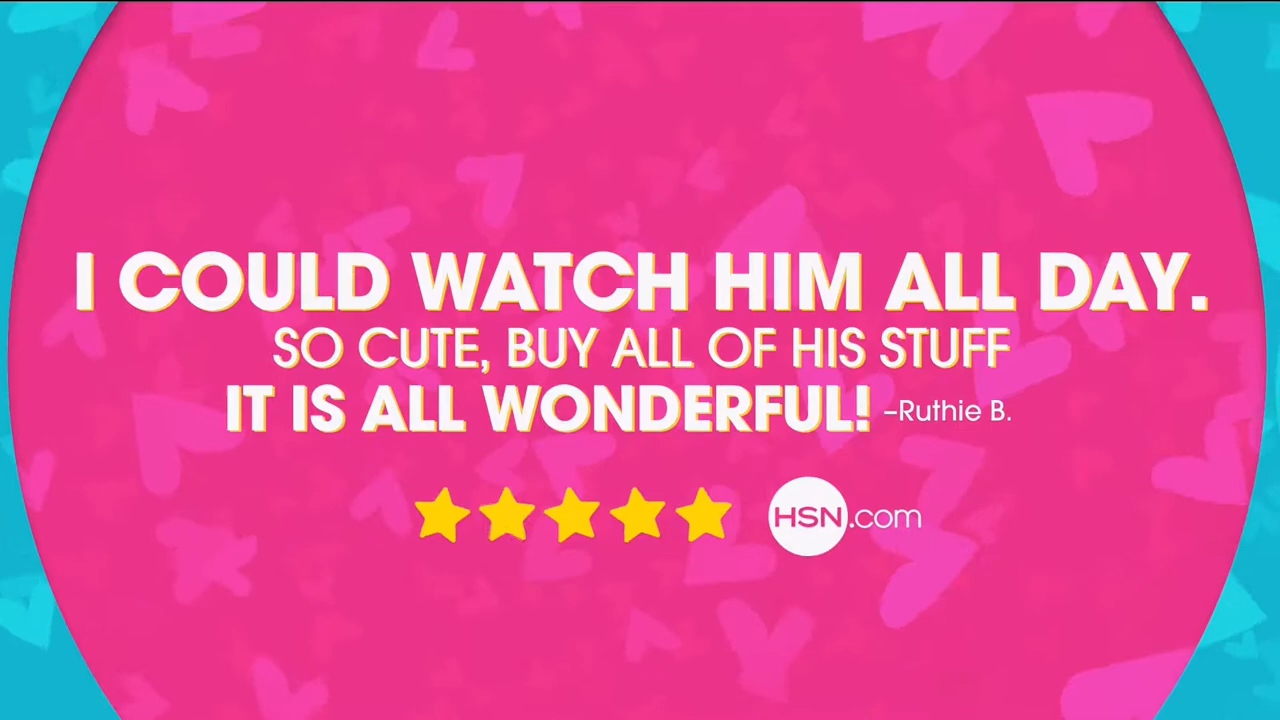 I COULD WATCH HIM ALL DAY.
SO CUTE, BUY ALL OF HIS STUFF
IT IS ALL WONDERFUL! –Ruthie B.
HSN.com